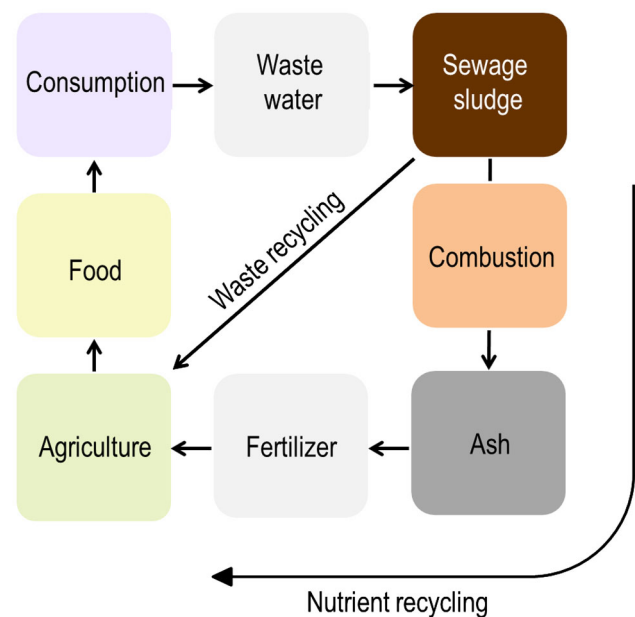 Consumption
Waste
water
Sewage
sludge
Food
Waste recycling
Combustion
Agriculture
Fertilizer
Ash
Nutrient recycling